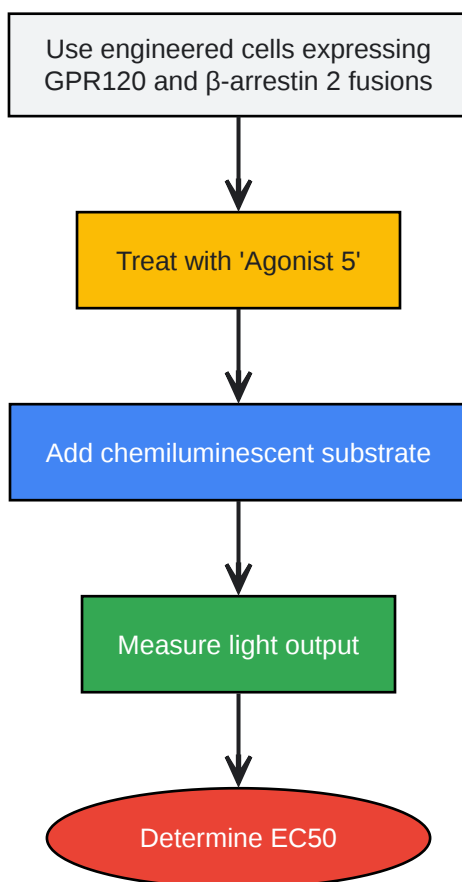 Use engineered cells expressing
GPR120 and β-arrestin 2 fusions
Treat with 'Agonist 5'
Add chemiluminescent substrate
Measure light output
Determine EC50